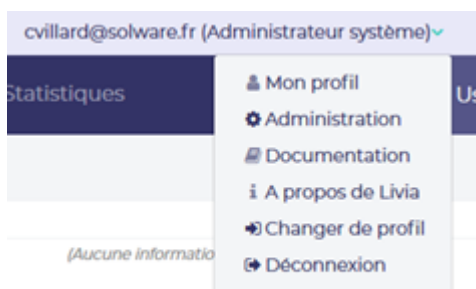 cvillard@solware.fr (Administrateur système)
Statistiques
Mon profil
Us
Administration
Documentation
A propos de Livia
Changer de profil
(Aucune informatio
Déconnexion